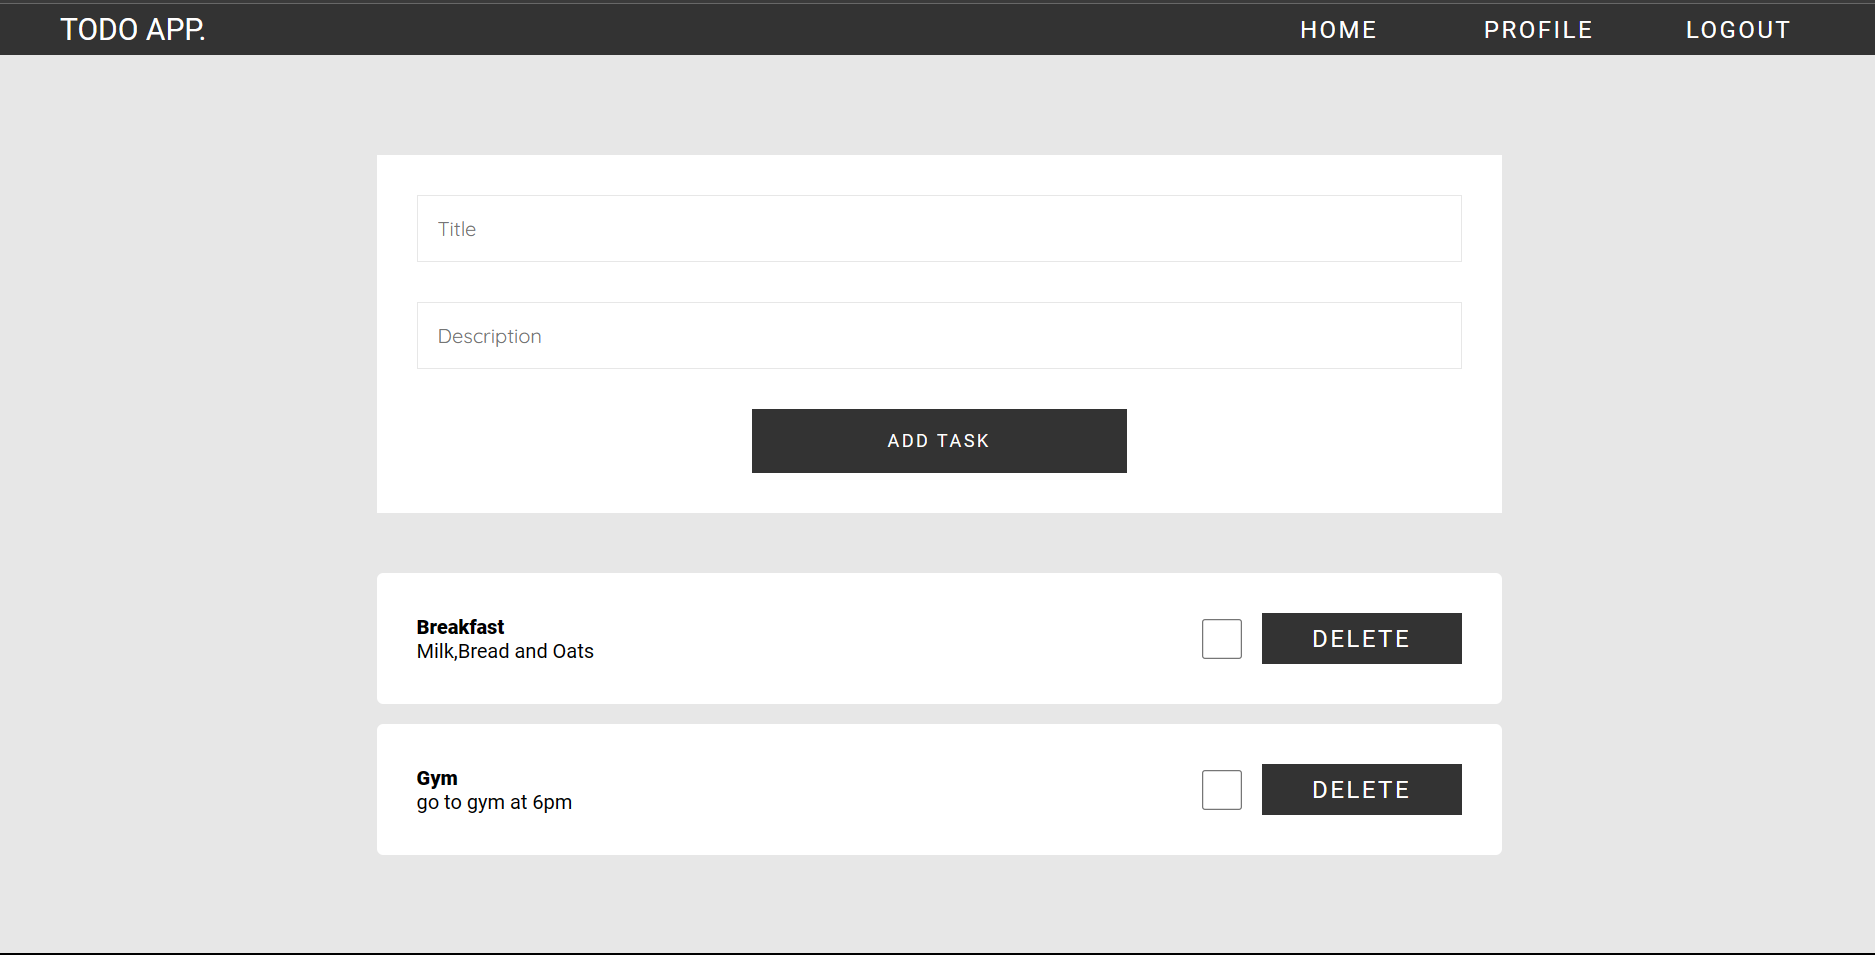 TODO APP.
HOME PROFILE LOGOUT
Title
Description
ADD TASK
Breakfast
Milk,Bread and Oats
DELETE
Gym
go to gym at 6pm
DELETE